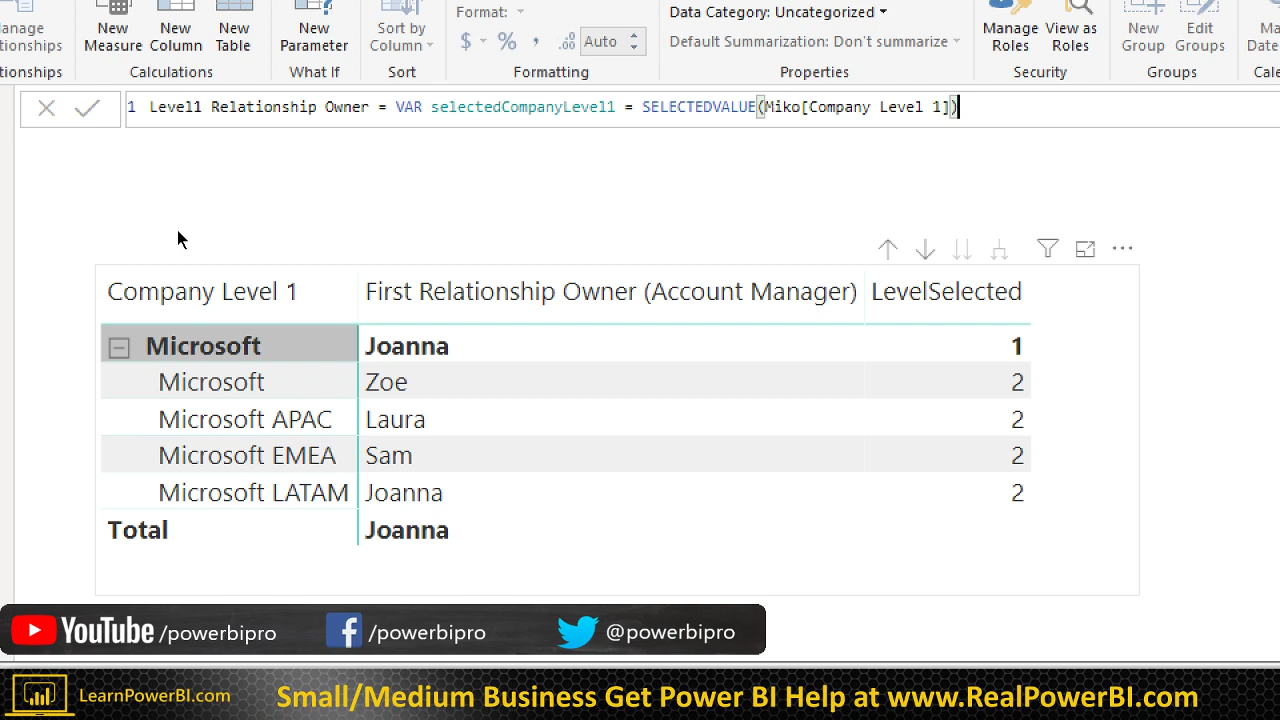 Format:
Data Category: Uncategorized
New Measure
New Column
New Table
New Parameter
Sort by Column
$ % , .00 Auto
Default Summarization: Don't summarize
Manage Roles
View as Roles
New Group
Edit Groups
Calculations
What If
Sort
Formatting
Properties
Security
Groups
1 Level1 Relationship Owner = VAR selectedCompanyLevel1 = SELECTEDVALUE(Miko[Company Level 1])
Company Level 1 First Relationship Owner (Account Manager) LevelSelected
Microsoft Joanna 1
Microsoft Zoe 2
Microsoft APAC Laura 2
Microsoft EMEA Sam 2
Microsoft LATAM Joanna 2
Total Joanna
YouTube /powerbipro f /powerbipro @powerbipro
LearnPowerBI.com Small/Medium Business Get Power BI Help at www.RealPowerBI.com